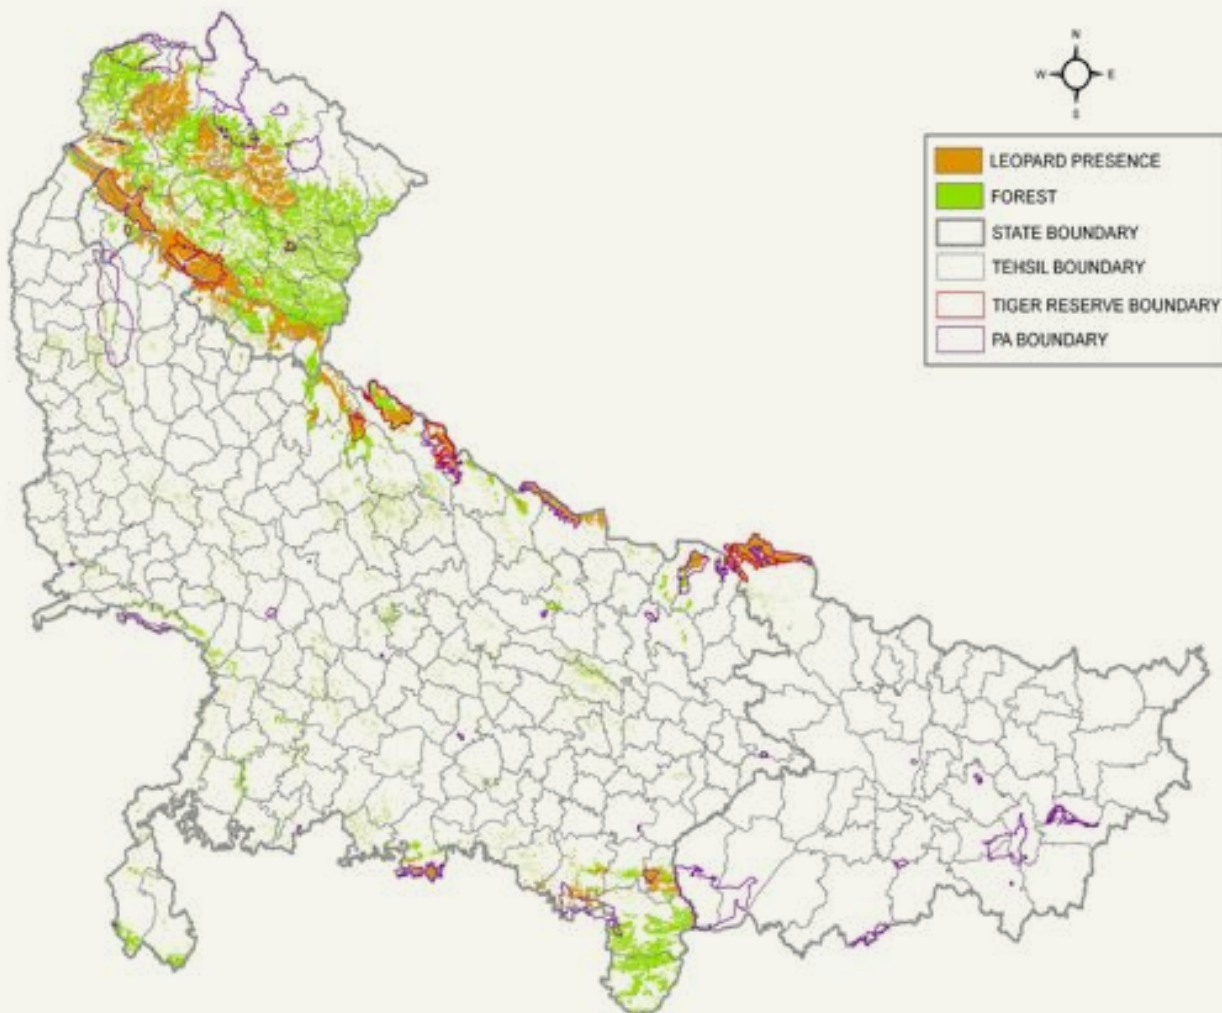 N
W E
S
LEOPARD PRESENCE
FOREST
STATE BOUNDARY
TEHSIL BOUNDARY
TIGER RESERVE BOUNDARY
PA BOUNDARY